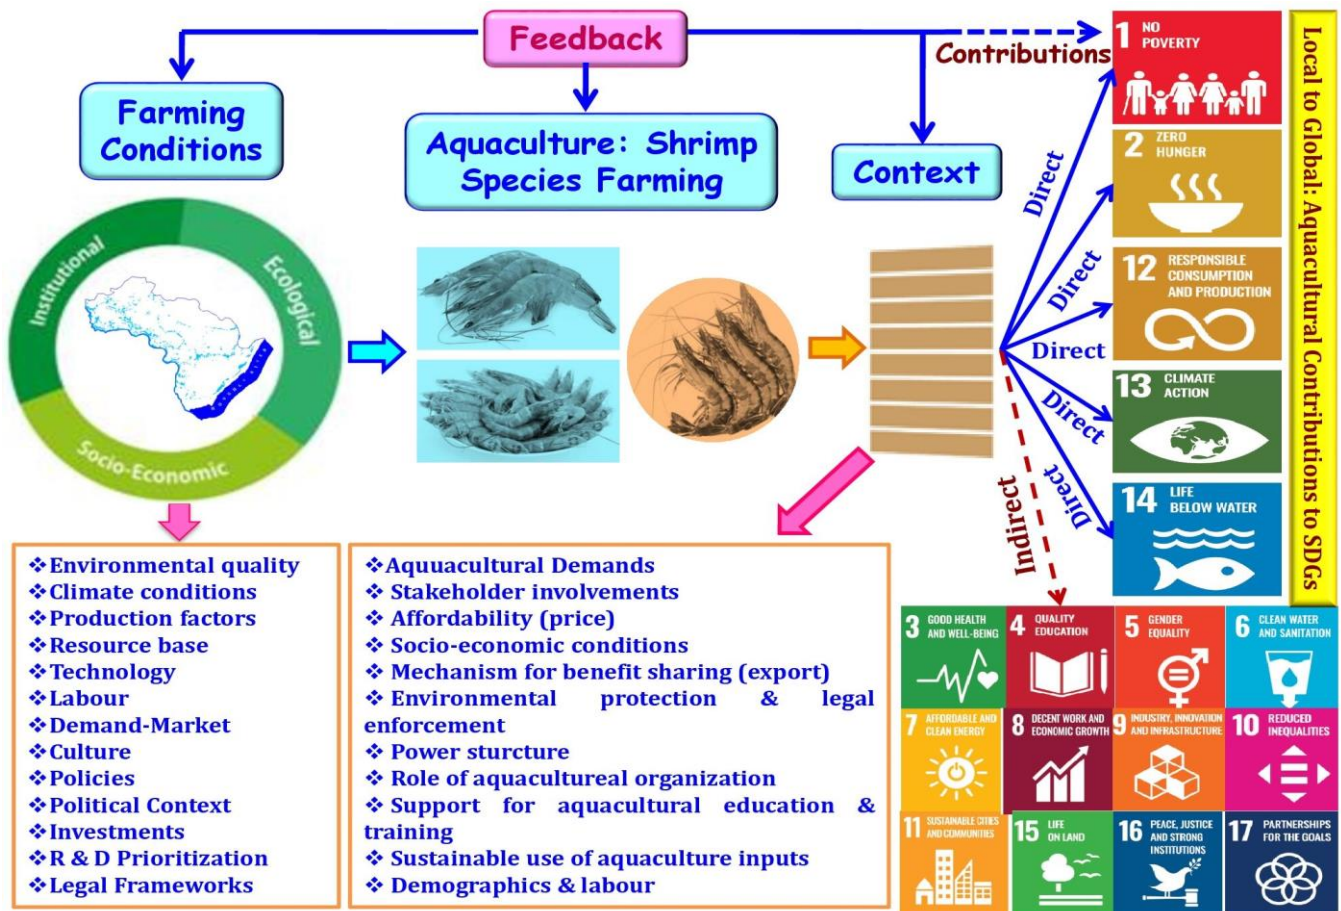 Feedback
Contributions
Farming
Conditions
Aquaculture: Shrimp
Species Farming
Context
Institutional
Ecological
Socio-Economic
❖Environmental quality
❖Climate conditions
❖Production factors
❖Resource base
❖Technology
❖Labour
❖Demand-Market
❖Culture
❖Policies
❖Political Context
❖Investments
❖R & D Prioritization
❖Legal Frameworks
❖Aquuacultural Demands
❖Stakeholder involvements
❖Affordability (price)
❖Socio-economic conditions
❖Mechanism for benefit sharing (export)
❖Environmental protection & legal
enforcement
❖Power sturcture
❖Role of aquacultureal organization
❖Support for aquacultural education &
training
❖Sustainable use of aquaculture inputs
❖Demographics & labour
Direct
Direct
Direct
Direct
Direct
Indirect
1 NO
POVERTY
2 ZERO
HUNGER
12 RESPONSIBLE
CONSUMPTION
AND PRODUCTION
13 CLIMATE
ACTION
14 LIFE
BELOW WATER
Local to Global: Aquacultural Contributions to SDGs
3 GOOD HEALTH
AND WELL-BEING
4 QUALITY
EDUCATION
5 GENDER
EQUALITY
6 CLEAN WATER
AND SANITATION
7 AFFORDABLE AND
CLEAN ENERGY
8 DECENT WORK AND
ECONOMIC GROWTH
9 INDUSTRY, INNOVATION
AND INFRASTRUCTURE
10 REDUCED
INEQUALITIES
11 SUSTAINABLE CITIES
AND COMMUNITIES
15 LIFE
ON LAND
16 PEACE, JUSTICE
AND STRONG
INSTITUTIONS
17 PARTNERSHIPS
FOR THE GOALS